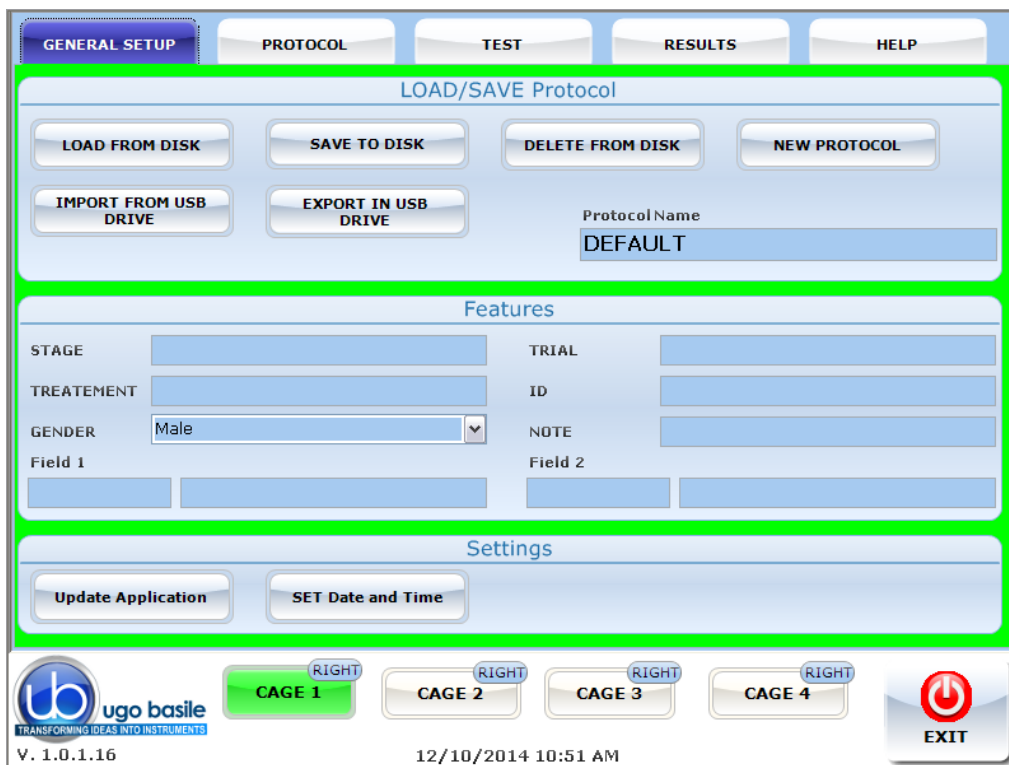 GENERAL SETUP PROTOCOL TEST RESULTS HELP
LOAD/SAVE Protocol
LOAD FROM DISK SAVE TO DISK DELETE FROM DISK NEW PROTOCOL
IMPORT FROM USB
DRIVE
EXPORT IN USB
DRIVE
Protocol Name
DEFAULT
Features
STAGE TRIAL
TREATEMENT ID
GENDER Male NOTE
Field 1 Field 2
Settings
Update Application SET Date and Time
RIGHT RIGHT RIGHT RIGHT
CAGE 1 CAGE 2 CAGE 3 CAGE 4
ub ugo basile
TRANSFORMING IDEAS INTO INSTRUMENTS
EXIT
V. 1.0.1.16 12/10/2014 10:51 AM